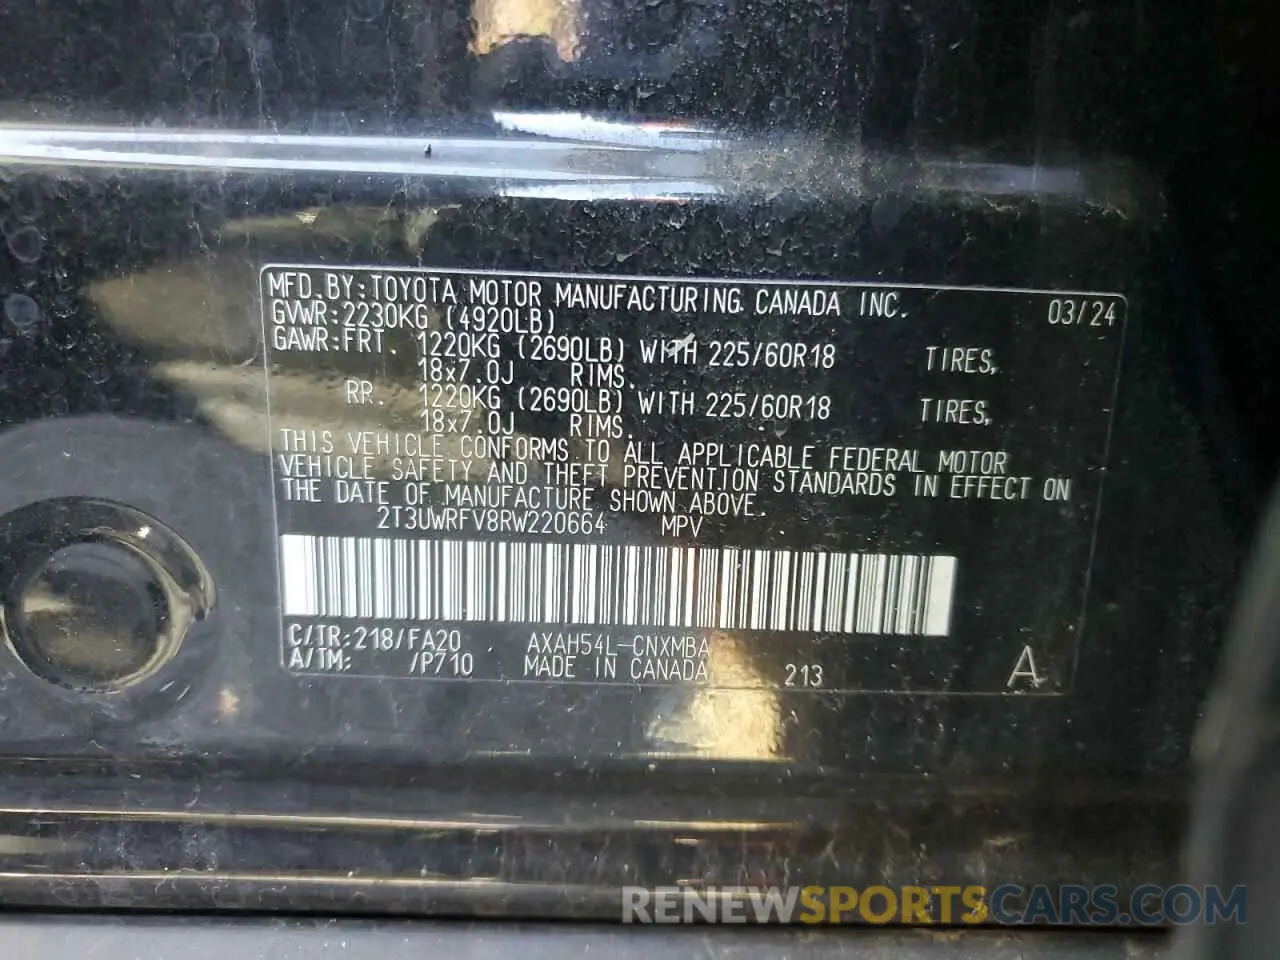 MFD. BY: TOYOTA MOTOR MANUFACTURING CANADA INC. 03/24
GVWR: 2230KG (4920LB)
GAWR: FRT. 1220KG (2690LB) WITH 225/60R18 TIRES,
18x7.0J RIMS.
RR. 1220KG (2690LB) WITH 225/60R18 TIRES,
18x7.0J RIMS.
THIS VEHICLE CONFORMS TO ALL APPLICABLE FEDERAL MOTOR
VEHICLE SAFETY AND THEFT PREVENTION STANDARDS IN EFFECT ON
THE DATE OF MANUFACTURE SHOWN ABOVE.
2T3UWRFV8RW220664 MPV
C/TR: 218/FA20 AXAH54L-CNXMBA
A/TM: /P710 MADE IN CANADA 213 A
RENEWSPORTSCARS.COM